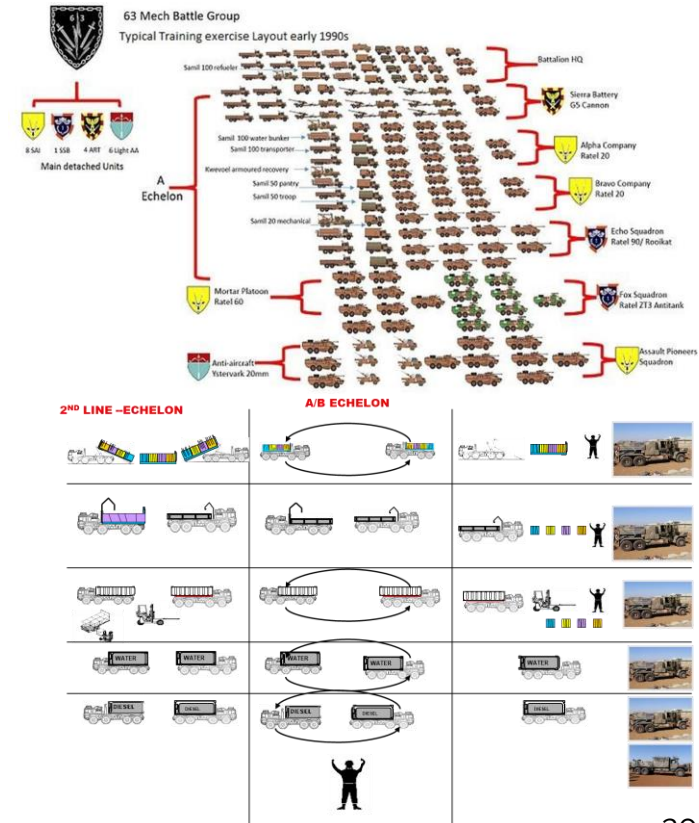 6 3
63 Mech Battle Group
Typical Training exercise Layout early 1990s
Samil 100 refueler
Battalion HQ
Sierra Battery
G5 Cannon
8 SAI
1 SSB
4 ART
6 Light AA
Main detached Units
A
Echelon
Samil 100 water bunker
Samil 100 transporter
Kwevoel armoured recovery
Samil 50 pantry
Samil 50 troop
Samil 20 mechanical
Alpha Company
Ratel 20
Bravo Company
Ratel 20
Echo Squadron
Ratel 90/ Rooikat
Mortar Platoon
Ratel 60
Fox Squadron
Ratel ZT3 Antitank
Anti-aircraft
Ystervark 20mm
Assault Pioneers
Squadron
2ND LINE –ECHELON
A/B ECHELON
WATER
WATER
WATER
WATER
WATER
DIESEL
DIESEL
DIESEL
DIESEL
DIESEL